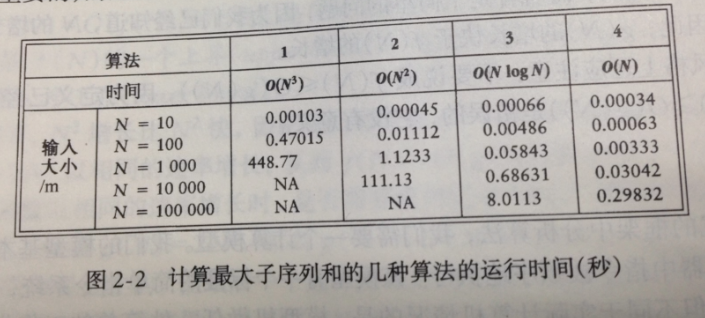 算法 1 2 3 4
时间 O(N³) O(N²) O(N log N) O(N)
输入大小/m
N = 10 0.00103 0.00045 0.00066 0.00034
N = 100 0.47015 0.01112 0.00486 0.00063
N = 1 000 448.77 1.1233 0.05843 0.00333
N = 10 000 NA 111.13 0.68631 0.03042
N = 100 000 NA NA 8.0113 0.29832
图 2-2 计算最大子序列和的几种算法的运行时间(秒)